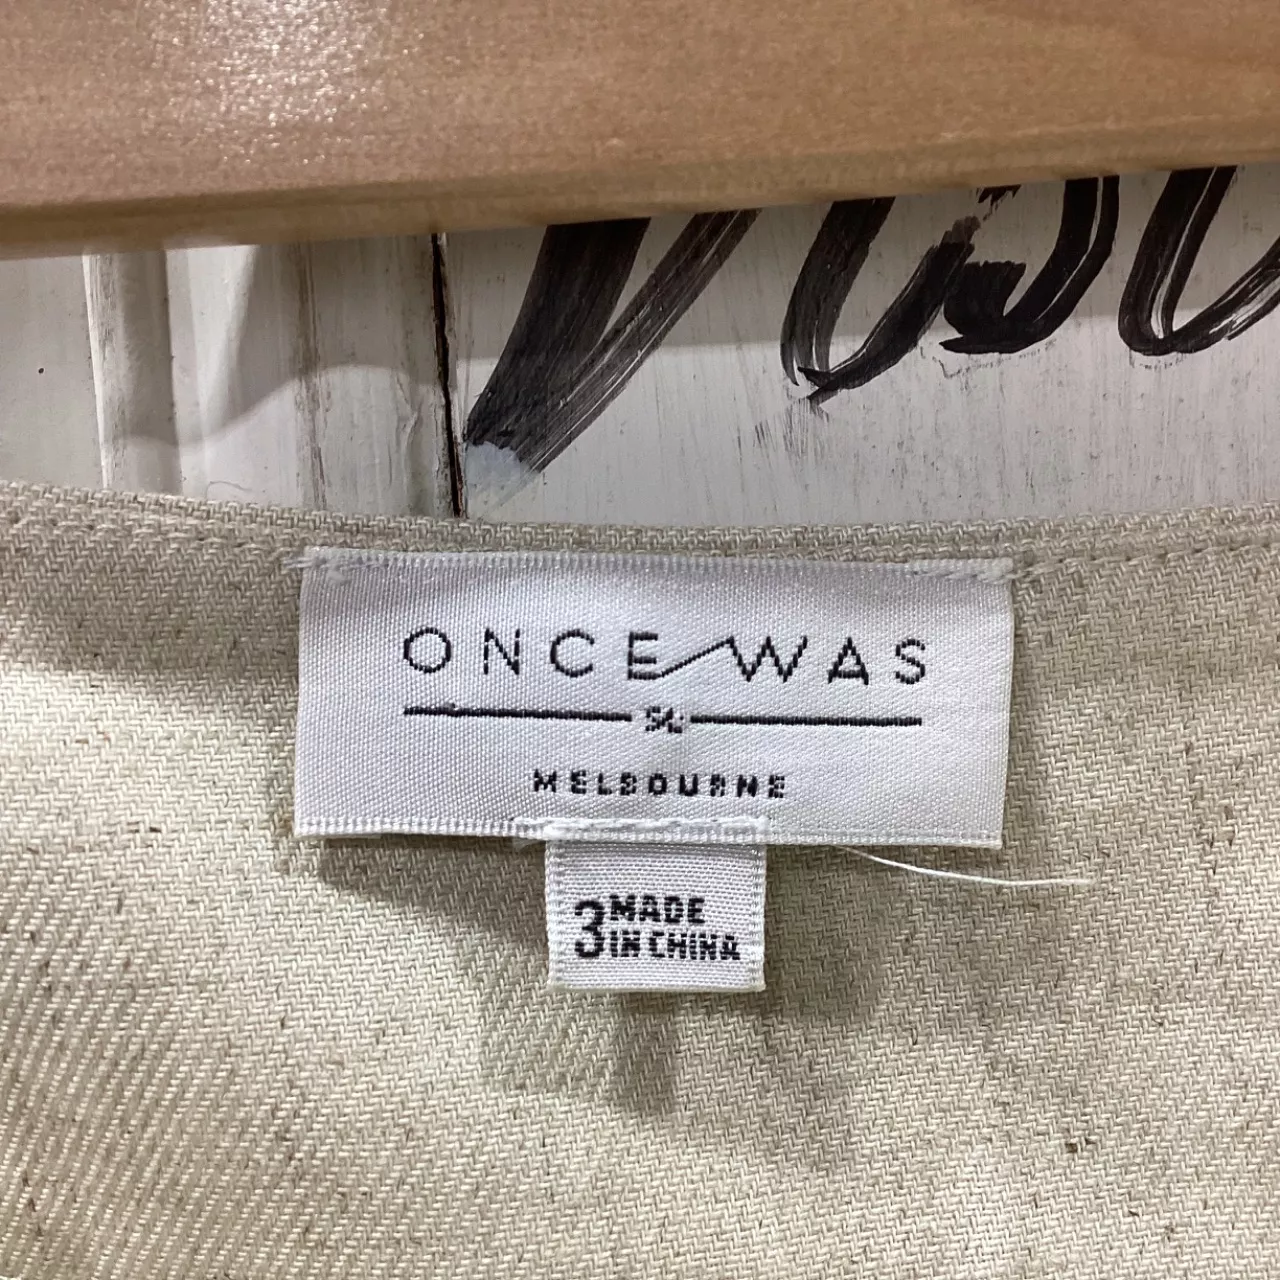 ONCE WAS
MELBOURNE
3 MADE
IN CHINA